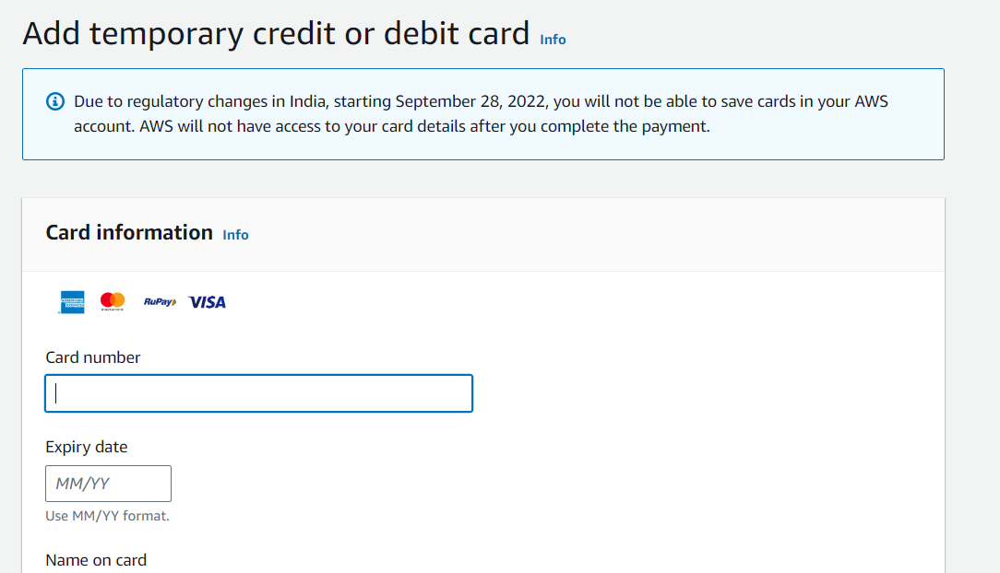 Add temporary credit or debit card Info
Due to regulatory changes in India, starting September 28, 2022, you will not be able to save cards in your AWS
account. AWS will not have access to your card details after you complete the payment.
Card information Info
RuPay VISA
Card number
Expiry date
MM/YY
Use MM/YY format.
Name on card